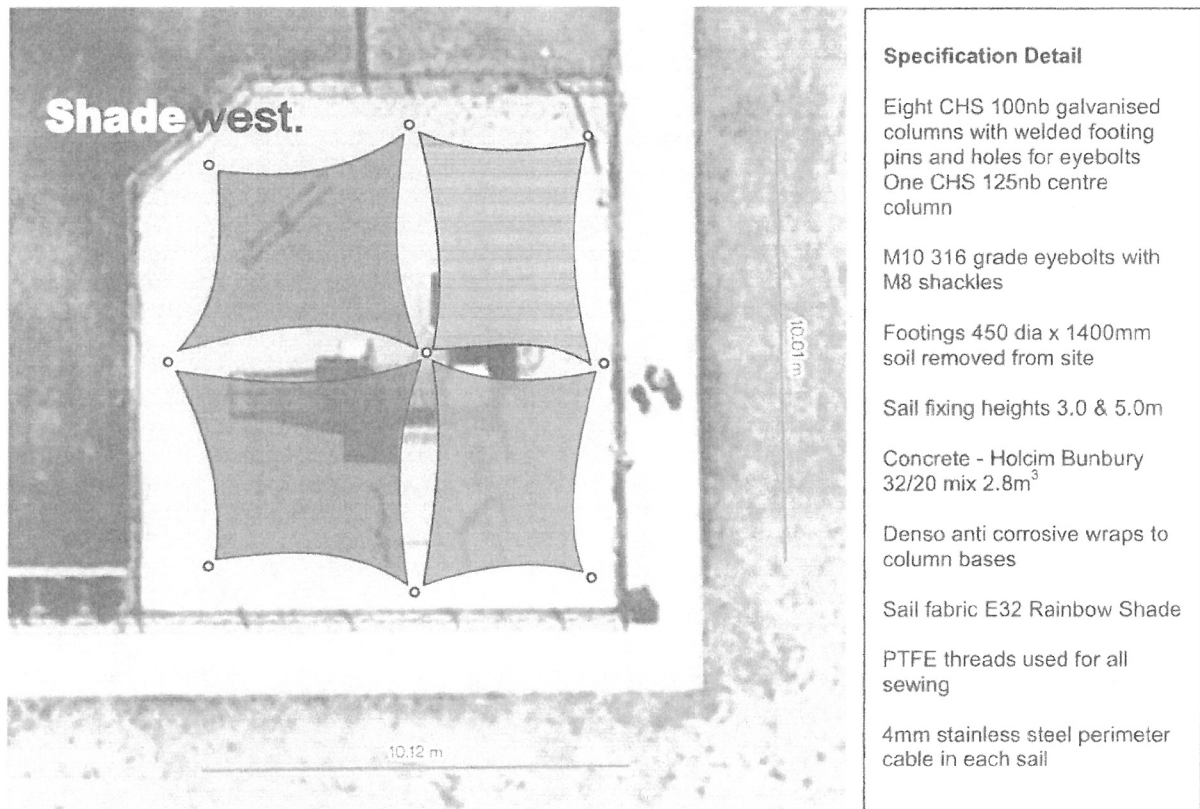 Shadewest.
10.01 m
10.12 m
Specification Detail
Eight CHS 100nb galvanised
columns with welded footing
pins and holes for eyebolts
One CHS 125nb centre
column
M10 316 grade eyebolts with
M8 shackles
Footings 450 dia x 1400mm
soil removed from site
Sail fixing heights 3.0 & 5.0m
Concrete - Holcim Bunbury
32/20 mix 2.8m³
Denso anti corrosive wraps to
column bases
Sail fabric E32 Rainbow Shade
PTFE threads used for all
sewing
4mm stainless steel perimeter
cable in each sail